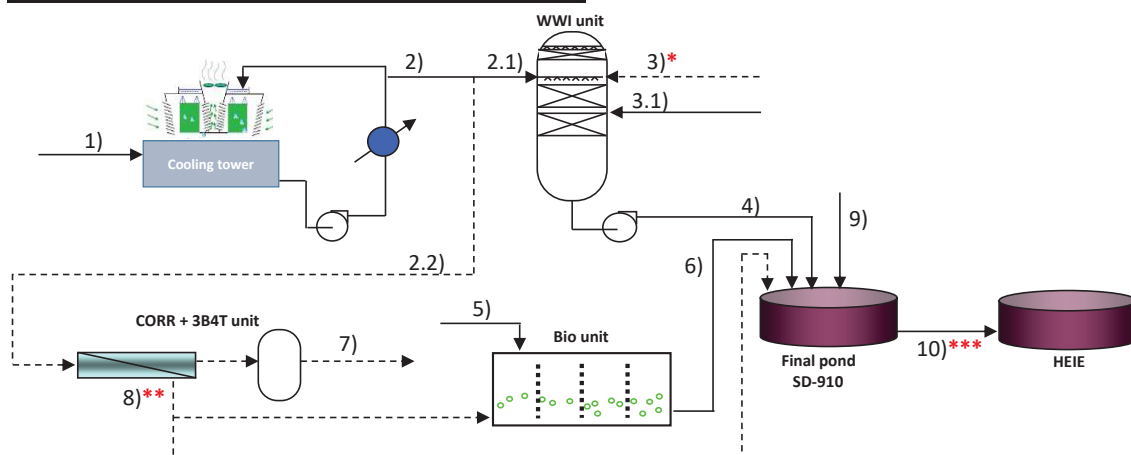 WWI unit
2)
2.1)
3)*
3.1)
1)
Cooling tower
4)
9)
2.2)
6)
5)
CORR + 3B4T unit
7)
Bio unit
8)**
Final pond
SD-910
10)***
HEIE